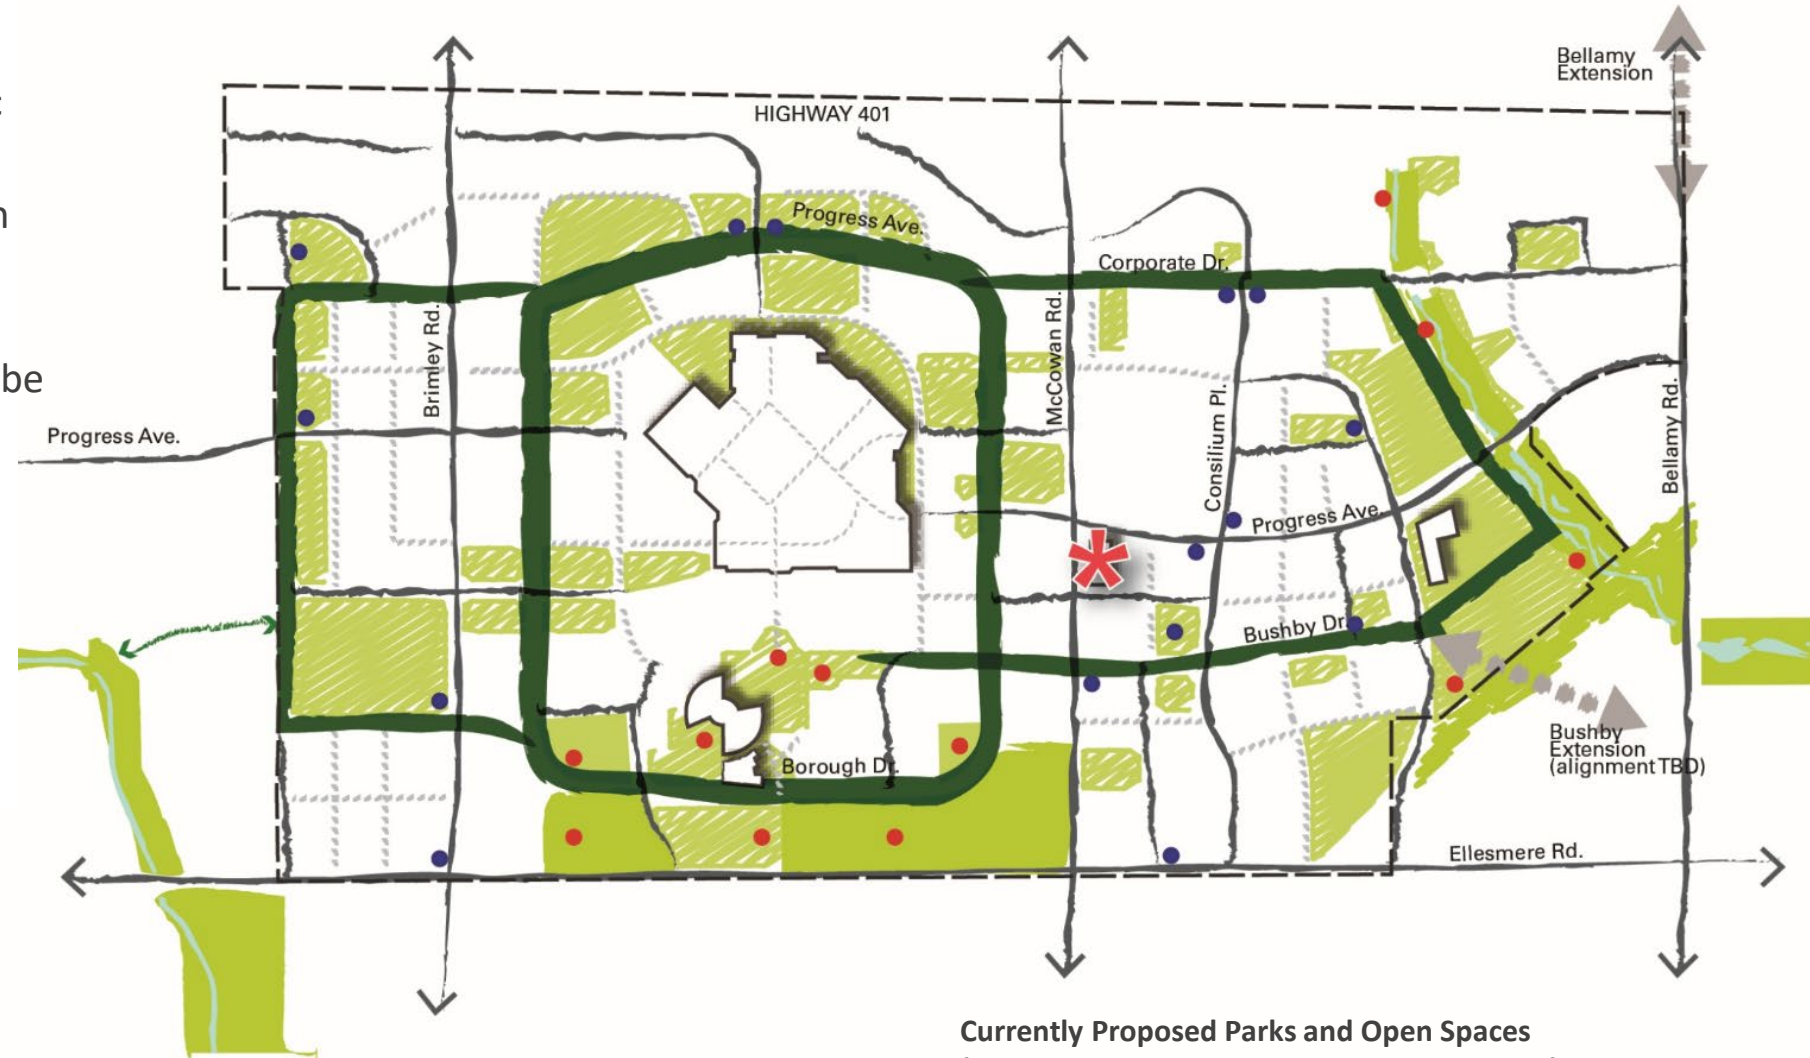 Bellamy
Extension
HIGHWAY 401
Progress Ave.
Corporate Dr.
be
Brimley Rd.
McCowan Rd.
Consilium Pl.
Bellamy Rd.
Progress Ave.
Progress Ave.
Bushby Dr.
Bushby
Extension
(alignment TBD)
Borough Dr.
Ellesmere Rd.
Currently Proposed Parks and Open Spaces